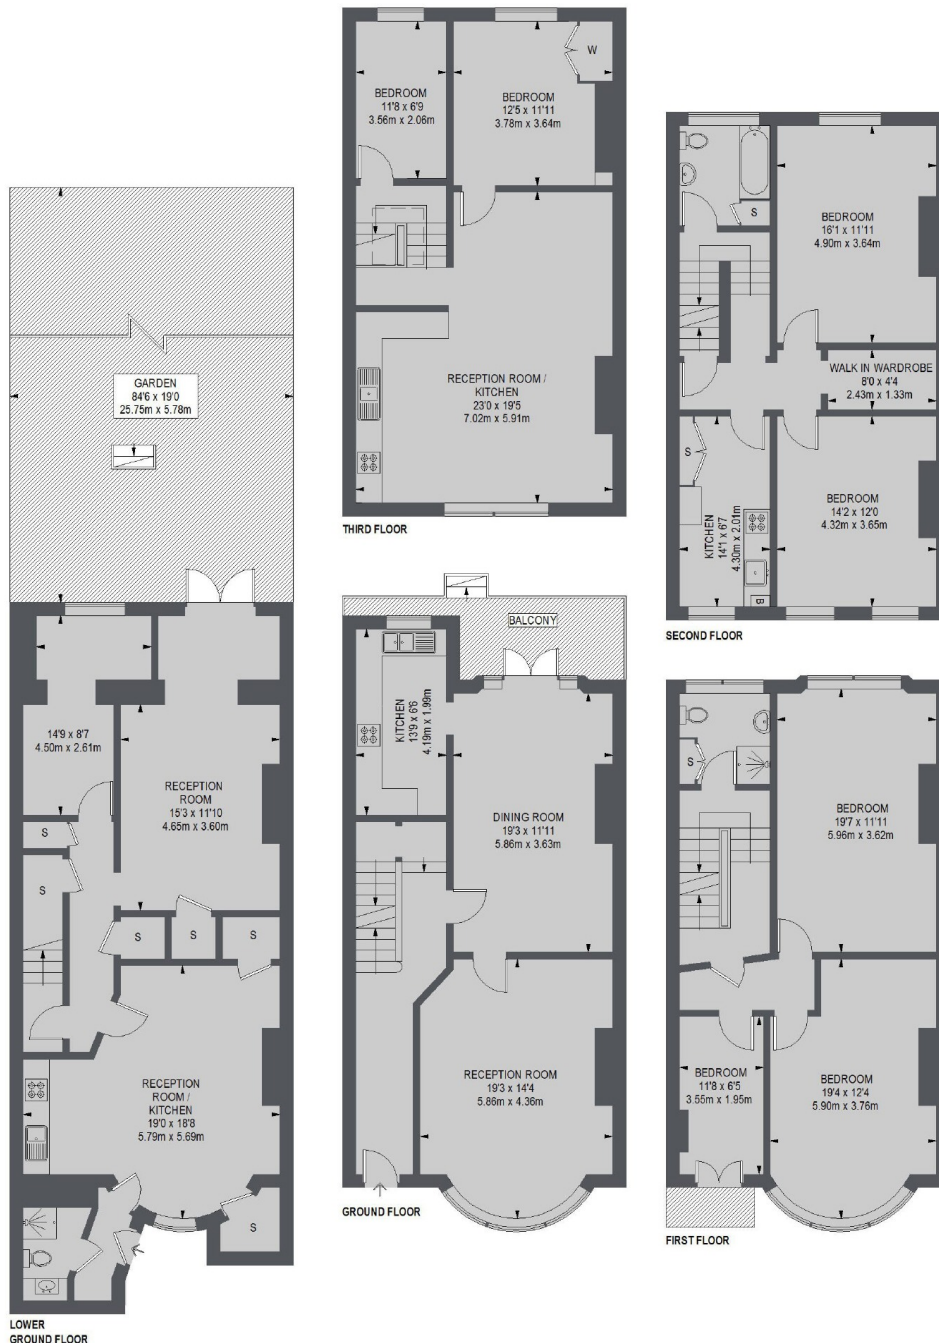 BEDROOM
11'8 x 6'9
3.56m x 2.06m
BEDROOM
12'5 x 11'11
3.78m x 3.64m
W
RECEPTION ROOM /
KITCHEN
23'0 x 19'5
7.02m x 5.91m
THIRD FLOOR
S
BEDROOM
16'1 x 11'11
4.90m x 3.64m
WALK IN WARDROBE
8'0 x 4'4
2.43m x 1.33m
S
KITCHEN
14'1 x 6'7
4.30m x 2.01m
B
BEDROOM
14'2 x 12'0
4.32m x 3.65m
SECOND FLOOR
GARDEN
84'6 x 19'0
25.75m x 5.78m
14'9 x 8'7
4.50m x 2.61m
RECEPTION
ROOM
15'3 x 11'10
4.65m x 3.60m
S
S
S
S
S
RECEPTION
ROOM /
KITCHEN
19'0 x 18'8
5.79m x 5.69m
S
LOWER
GROUND FLOOR
BALCONY
KITCHEN
13'9 x 6'6
4.19m x 1.99m
DINING ROOM
19'3 x 11'11
5.86m x 3.63m
RECEPTION ROOM
19'3 x 14'4
5.86m x 4.36m
GROUND FLOOR
S
BEDROOM
19'7 x 11'11
5.96m x 3.62m
BEDROOM
11'8 x 6'5
3.55m x 1.95m
BEDROOM
19'4 x 12'4
5.90m x 3.76m
FIRST FLOOR